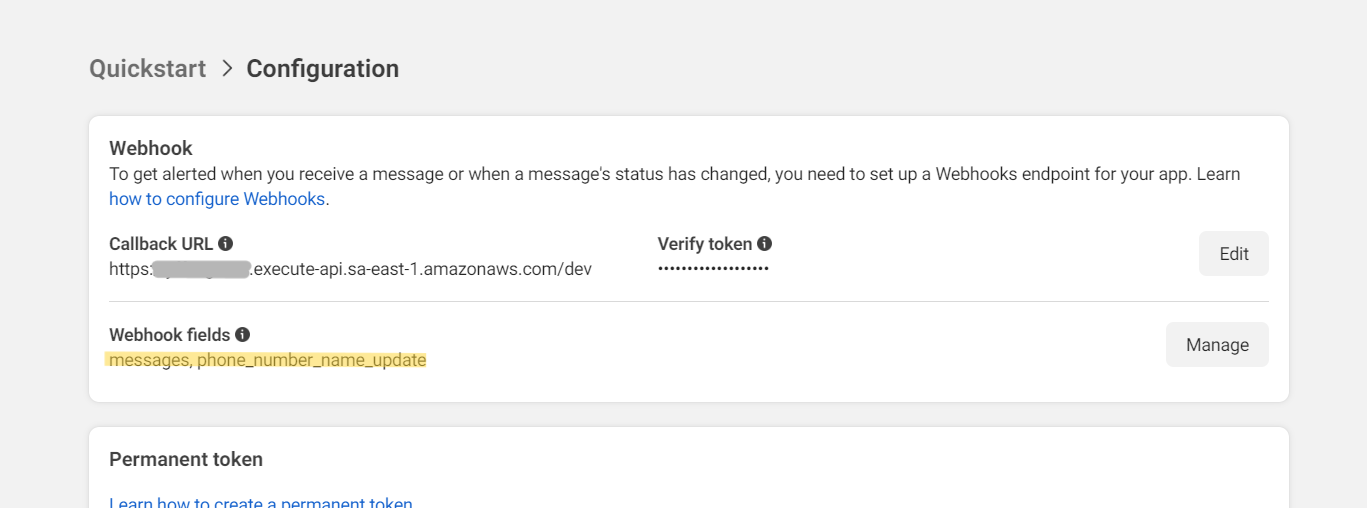 Quickstart > Configuration
Webhook
To get alerted when you receive a message or when a message's status has changed, you need to set up a Webhooks endpoint for your app. Learn
how to configure Webhooks.
Callback URL
Verify token
https: .execute-api.sa-east-1.amazonaws.com/dev
•••••••••••••••••••
Edit
Webhook fields
messages, phone_number_name_update
Manage
Permanent token
Learn how to create a permanent token